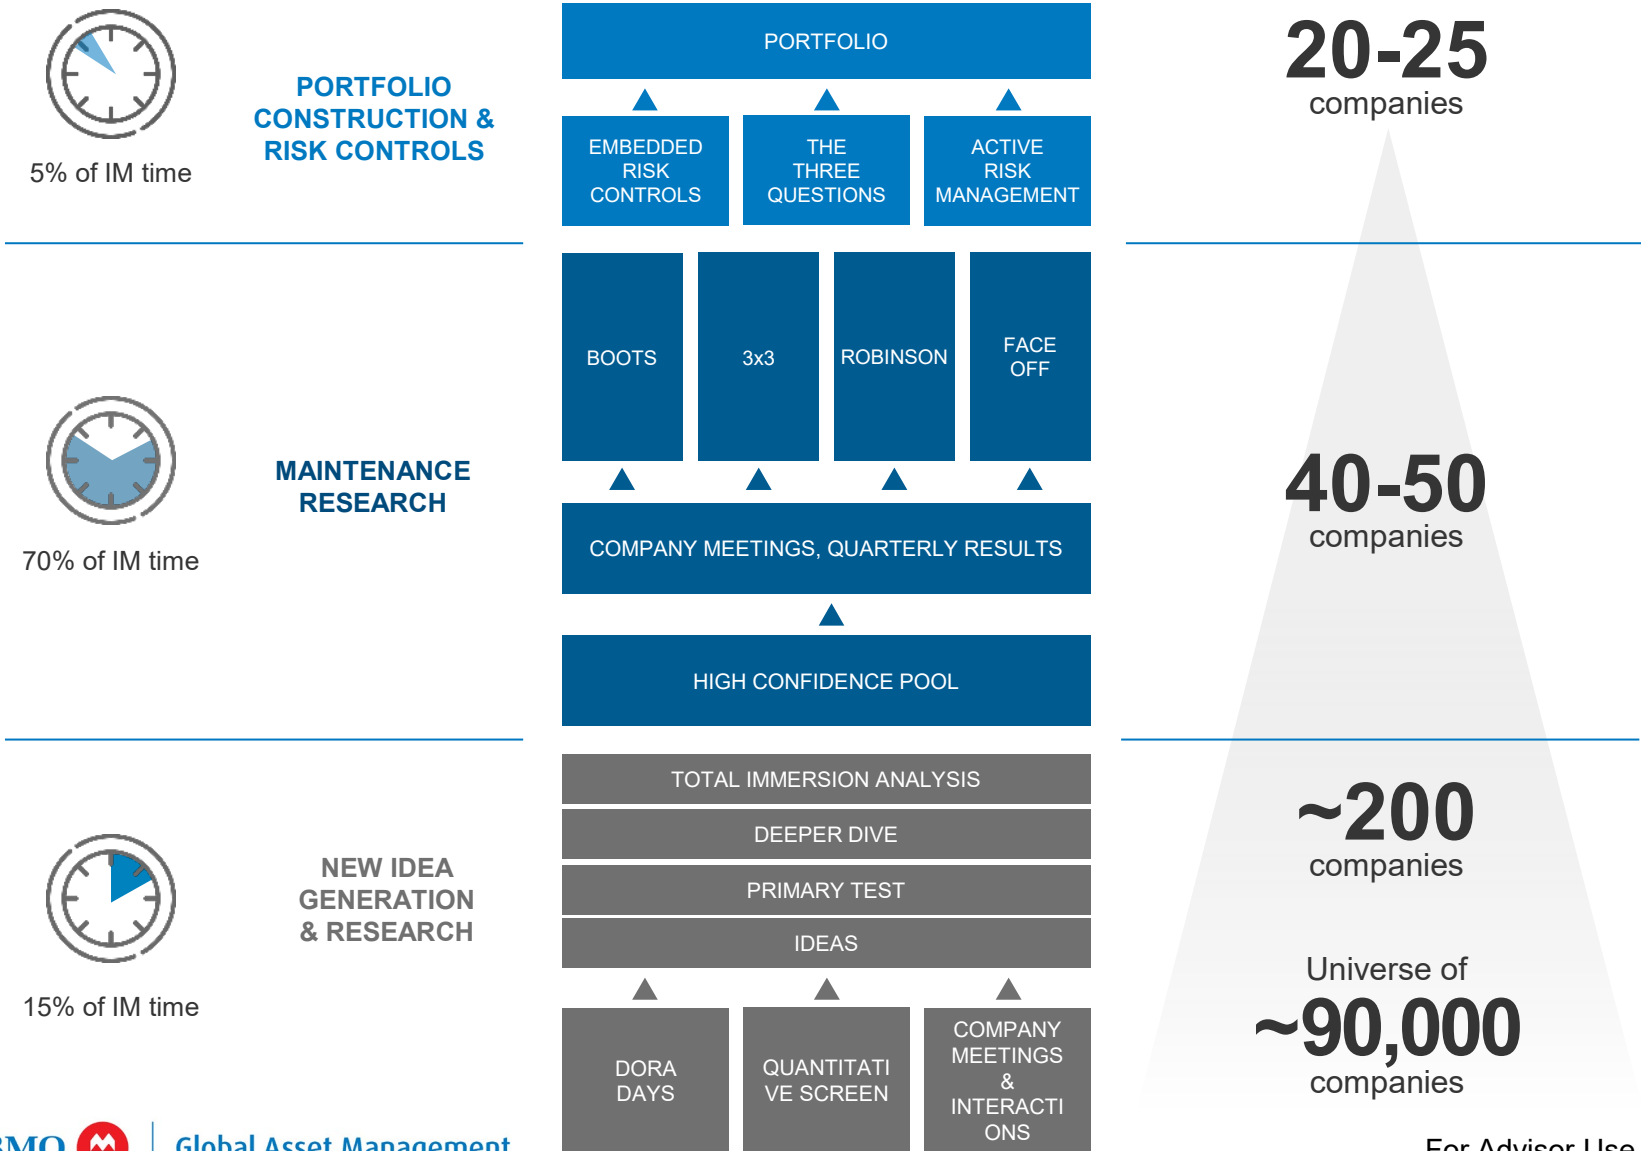 5% of IM time
PORTFOLIO
CONSTRUCTION &
RISK CONTROLS
PORTFOLIO
EMBEDDED
RISK
CONTROLS
THE
THREE
QUESTIONS
ACTIVE
RISK
MANAGEMENT
20-25
companies
70% of IM time
MAINTENANCE
RESEARCH
BOOTS
3x3
ROBINSON
FACE
OFF
COMPANY MEETINGS, QUARTERLY RESULTS
HIGH CONFIDENCE POOL
40-50
companies
15% of IM time
NEW IDEA
GENERATION
& RESEARCH
TOTAL IMMERSION ANALYSIS
DEEPER DIVE
PRIMARY TEST
IDEAS
DORA
DAYS
QUANTITATI
VE SCREEN
COMPANY
MEETINGS
&
INTERACTI
ONS
~200
companies
Universe of
~90,000
companies
BMO
Global Asset Management
For Advisor Use